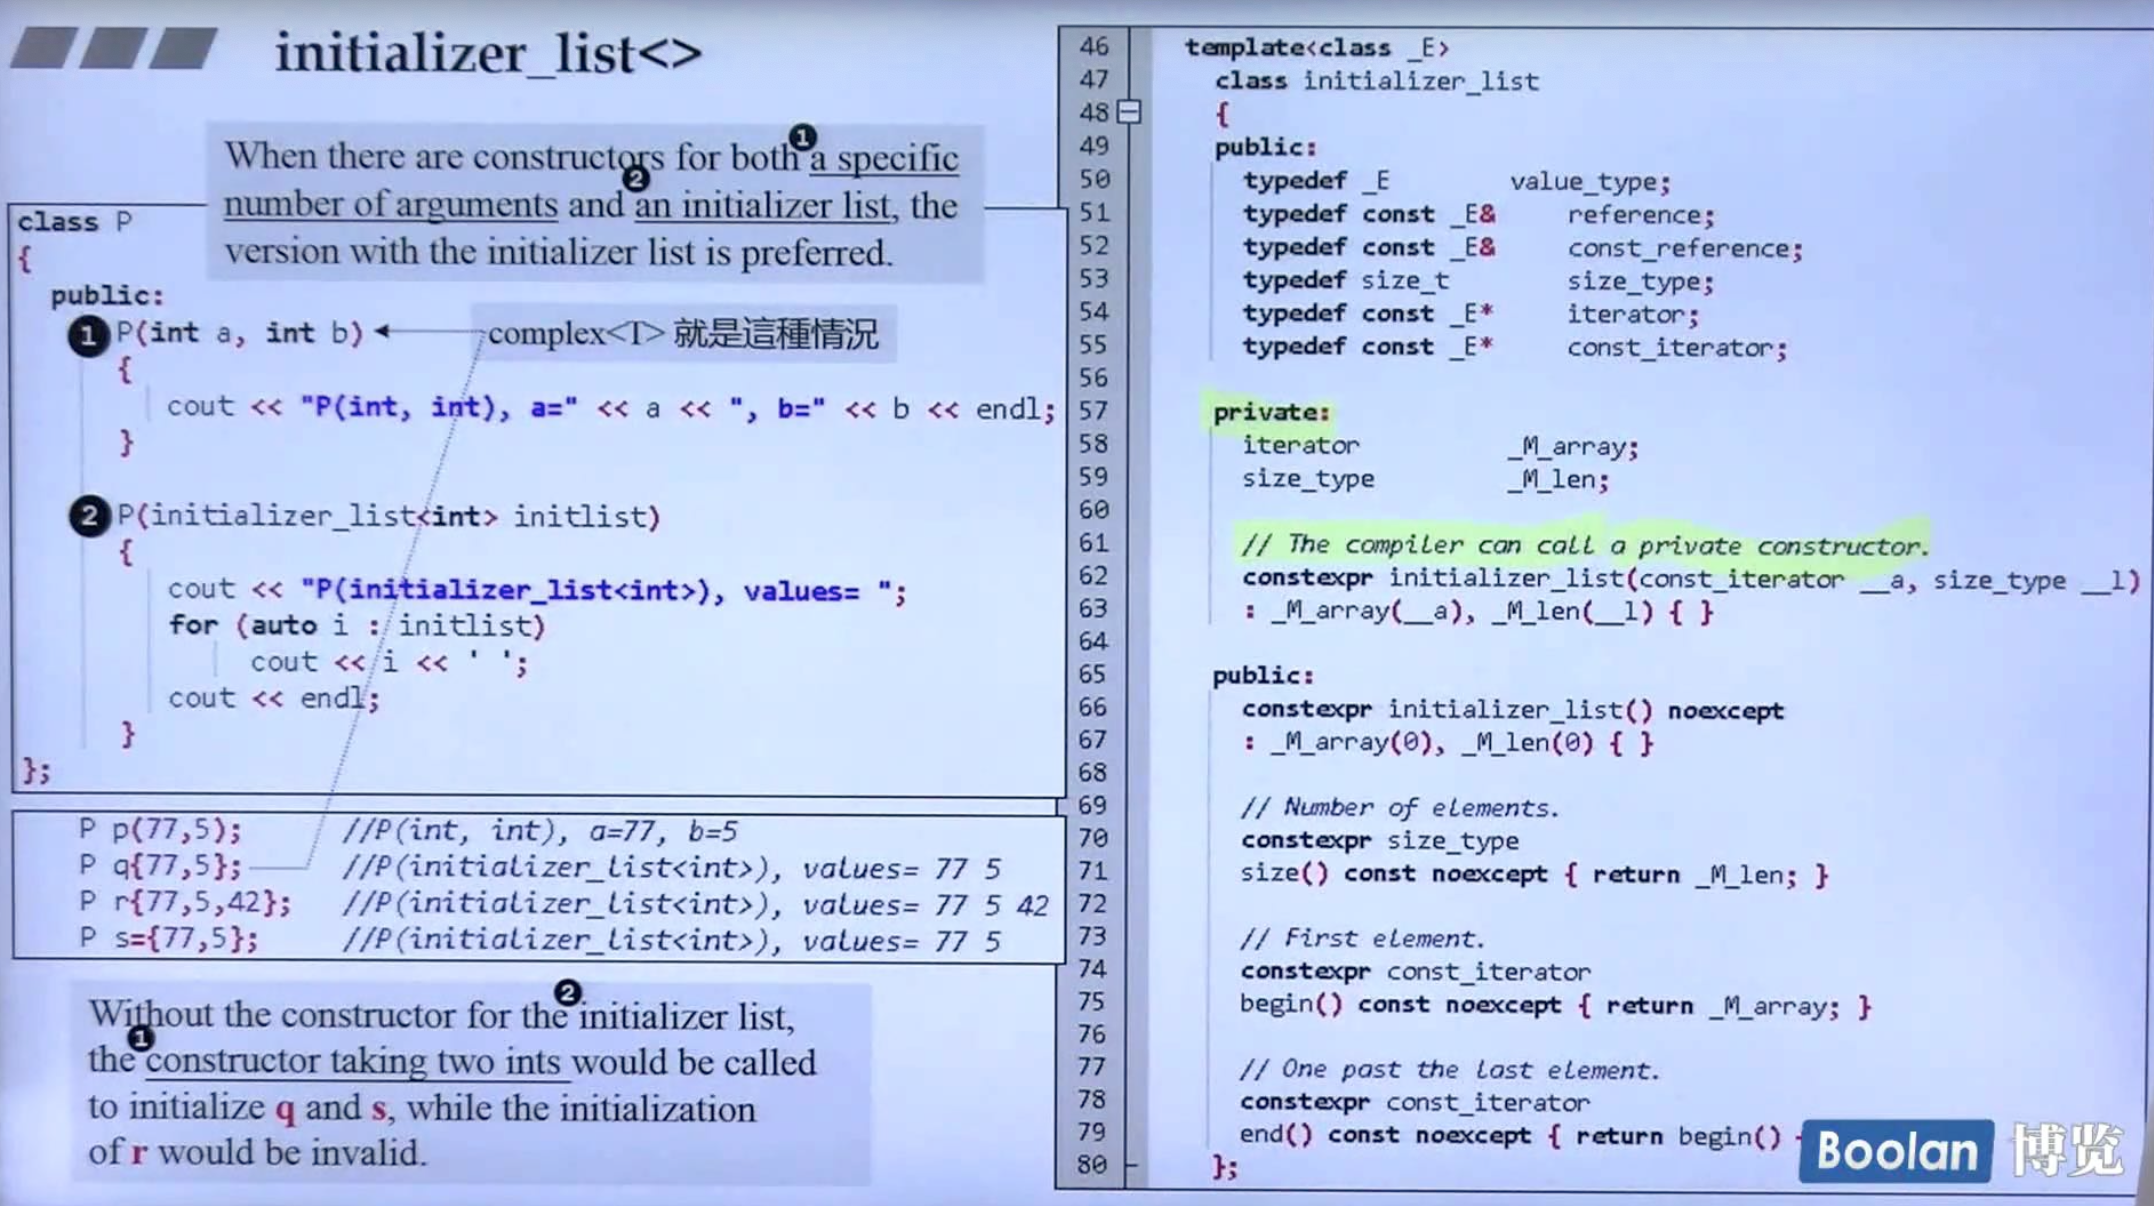 initializer_list<>
When there are constructors for both ❶a specific
number of arguments and ❷an initializer list, the
version with the initializer list is preferred.
class P
{
public:
❶ P(int a, int b)
complex<T> 就是這種情況
{
cout << "P(int, int), a=" << a << ", b=" << b << endl;
}
❷ P(initializer_list<int> initlist)
{
cout << "P(initializer_list<int>), values= ";
for (auto i : initlist)
cout << i << ' ';
cout << endl;
}
};
P p(77,5); //P(int, int), a=77, b=5
P q{77,5}; //P(initializer_list<int>), values= 77 5
P r{77,5,42}; //P(initializer_list<int>), values= 77 5 42
P s={77,5}; //P(initializer_list<int>), values= 77 5
Without the constructor for the ❷initializer list,
the ❶constructor taking two ints would be called
to initialize q and s, while the initialization
of r would be invalid.
46 template<class _E>
47 class initializer_list
48 {
49 public:
50 typedef _E value_type;
51 typedef const _E& reference;
52 typedef const _E& const_reference;
53 typedef size_t size_type;
54 typedef const _E* iterator;
55 typedef const _E* const_iterator;
56
57 private:
58 iterator _M_array;
59 size_type _M_len;
60
61 // The compiler can call a private constructor.
62 constexpr initializer_list(const_iterator __a, size_type __l)
63 : _M_array(__a), _M_len(__l) { }
64
65 public:
66 constexpr initializer_list() noexcept
67 : _M_array(0), _M_len(0) { }
68
69 // Number of elements.
70 constexpr size_type
71 size() const noexcept { return _M_len; }
72
73 // First element.
74 constexpr const_iterator
75 begin() const noexcept { return _M_array; }
76
77 // One past the last element.
78 constexpr const_iterator
79 end() const noexcept { return begin()
80 };
Boolan 博览